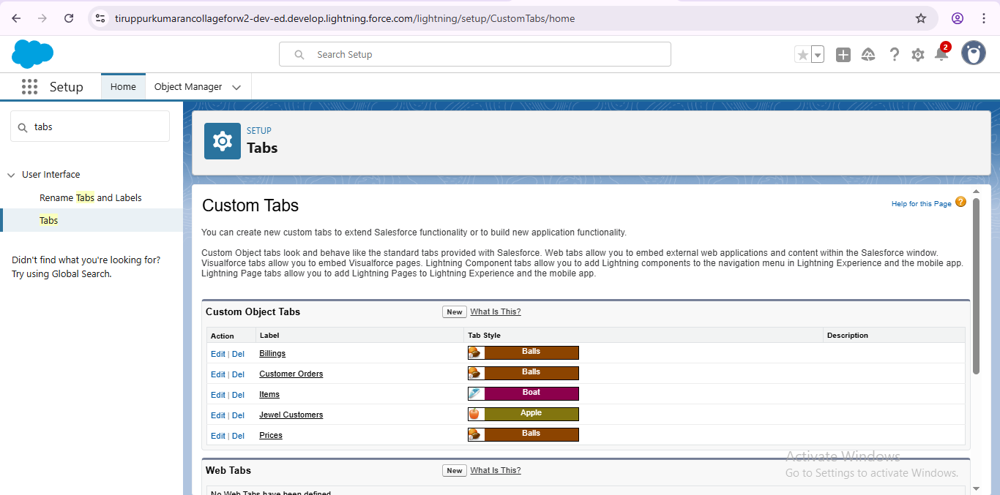 tiruppurkumarancollageforw2-dev-ed.develop.lightning.force.com/lightning/setup/CustomTabs/home
Search Setup
2
Setup
Home
Object Manager
tabs
User Interface
Rename Tabs and Labels
Tabs
Didn't find what you're looking for?
Try using Global Search.
SETUP
Tabs
Custom Tabs
Help for this Page ?
You can create new custom tabs to extend Salesforce functionality or to build new application functionality.
Custom Object tabs look and behave like the standard tabs provided with Salesforce. Web tabs allow you to embed external web applications and content within the Salesforce window.
Visualforce tabs allow you to embed Visualforce pages. Lightning Component tabs allow you to add Lightning components to the navigation menu in Lightning Experience and the mobile app.
Lightning Page tabs allow you to add Lightning Pages to Lightning Experience and the mobile app.
Custom Object Tabs New What Is This?
Action Label Tab Style Description
Edit | Del Billings Balls
Edit | Del Customer Orders Balls
Edit | Del Items Boat
Edit | Del Jewel Customers Apple
Edit | Del Prices Balls
Web Tabs New What Is This?
No Web Tabs have been defined
Activate Windows
Go to Settings to activate Windows.